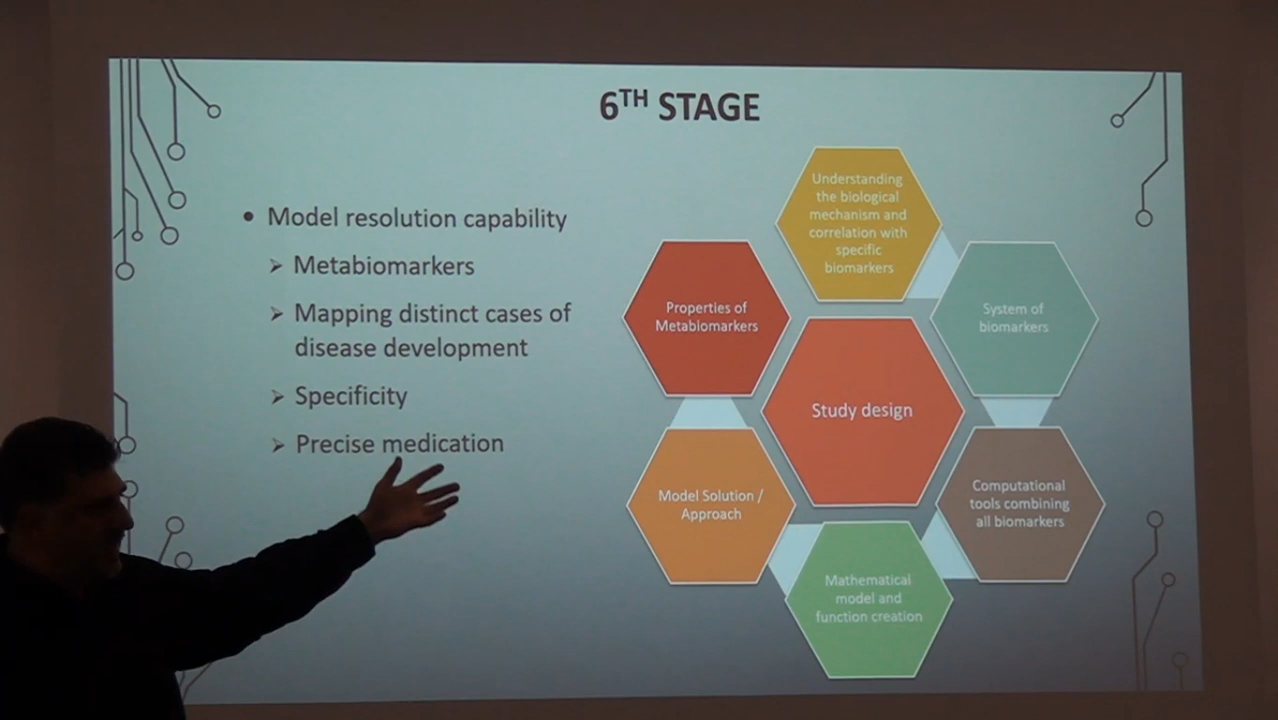 6TH STAGE
• Model resolution capability
➢ Metabiomarkers
➢ Mapping distinct cases of
disease development
➢ Specificity
➢ Precise medication
Understanding
the biological
mechanism and
correlation with
specific
biomarkers
System of
biomarkers
Computational
tools combining
all biomarkers
Mathematical
model and
function creation
Model Solution /
Approach
Properties of
Metabiomarkers
Study design